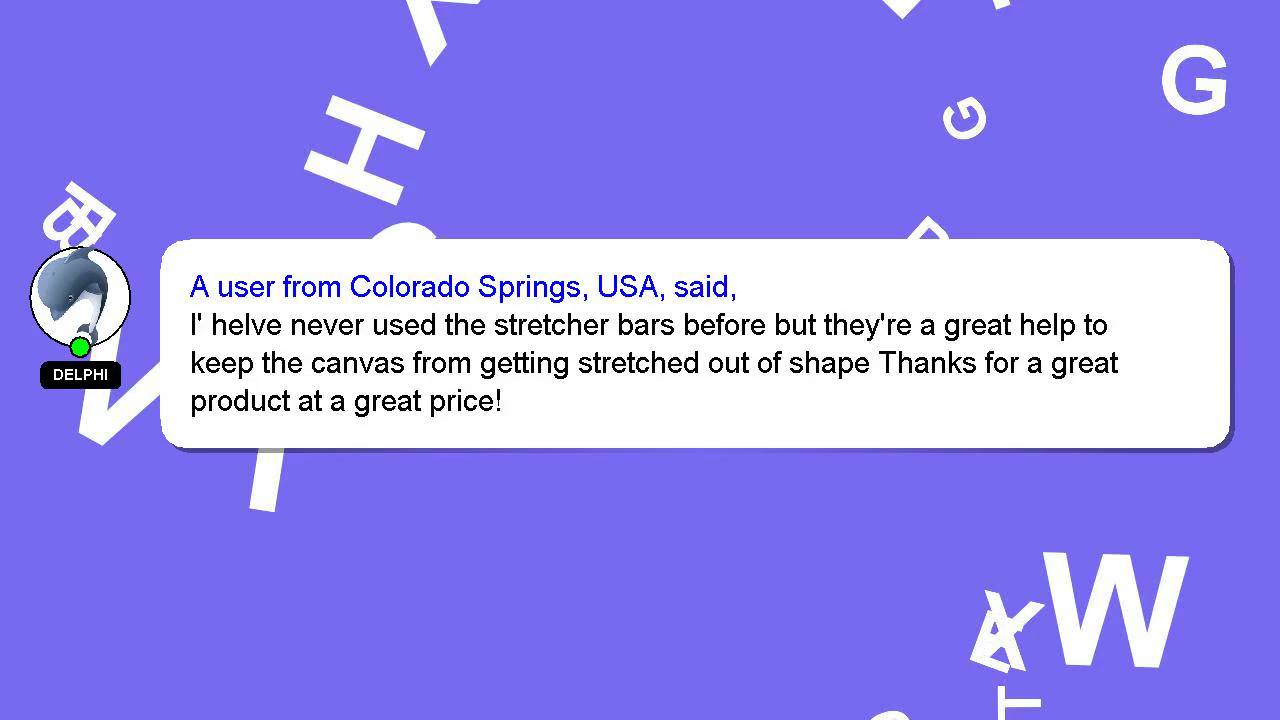 A user from Colorado Springs, USA, said,
I' helve never used the stretcher bars before but they're a great help to
keep the canvas from getting stretched out of shape Thanks for a great
product at a great price!
DELPHI
G
G
H
W
T